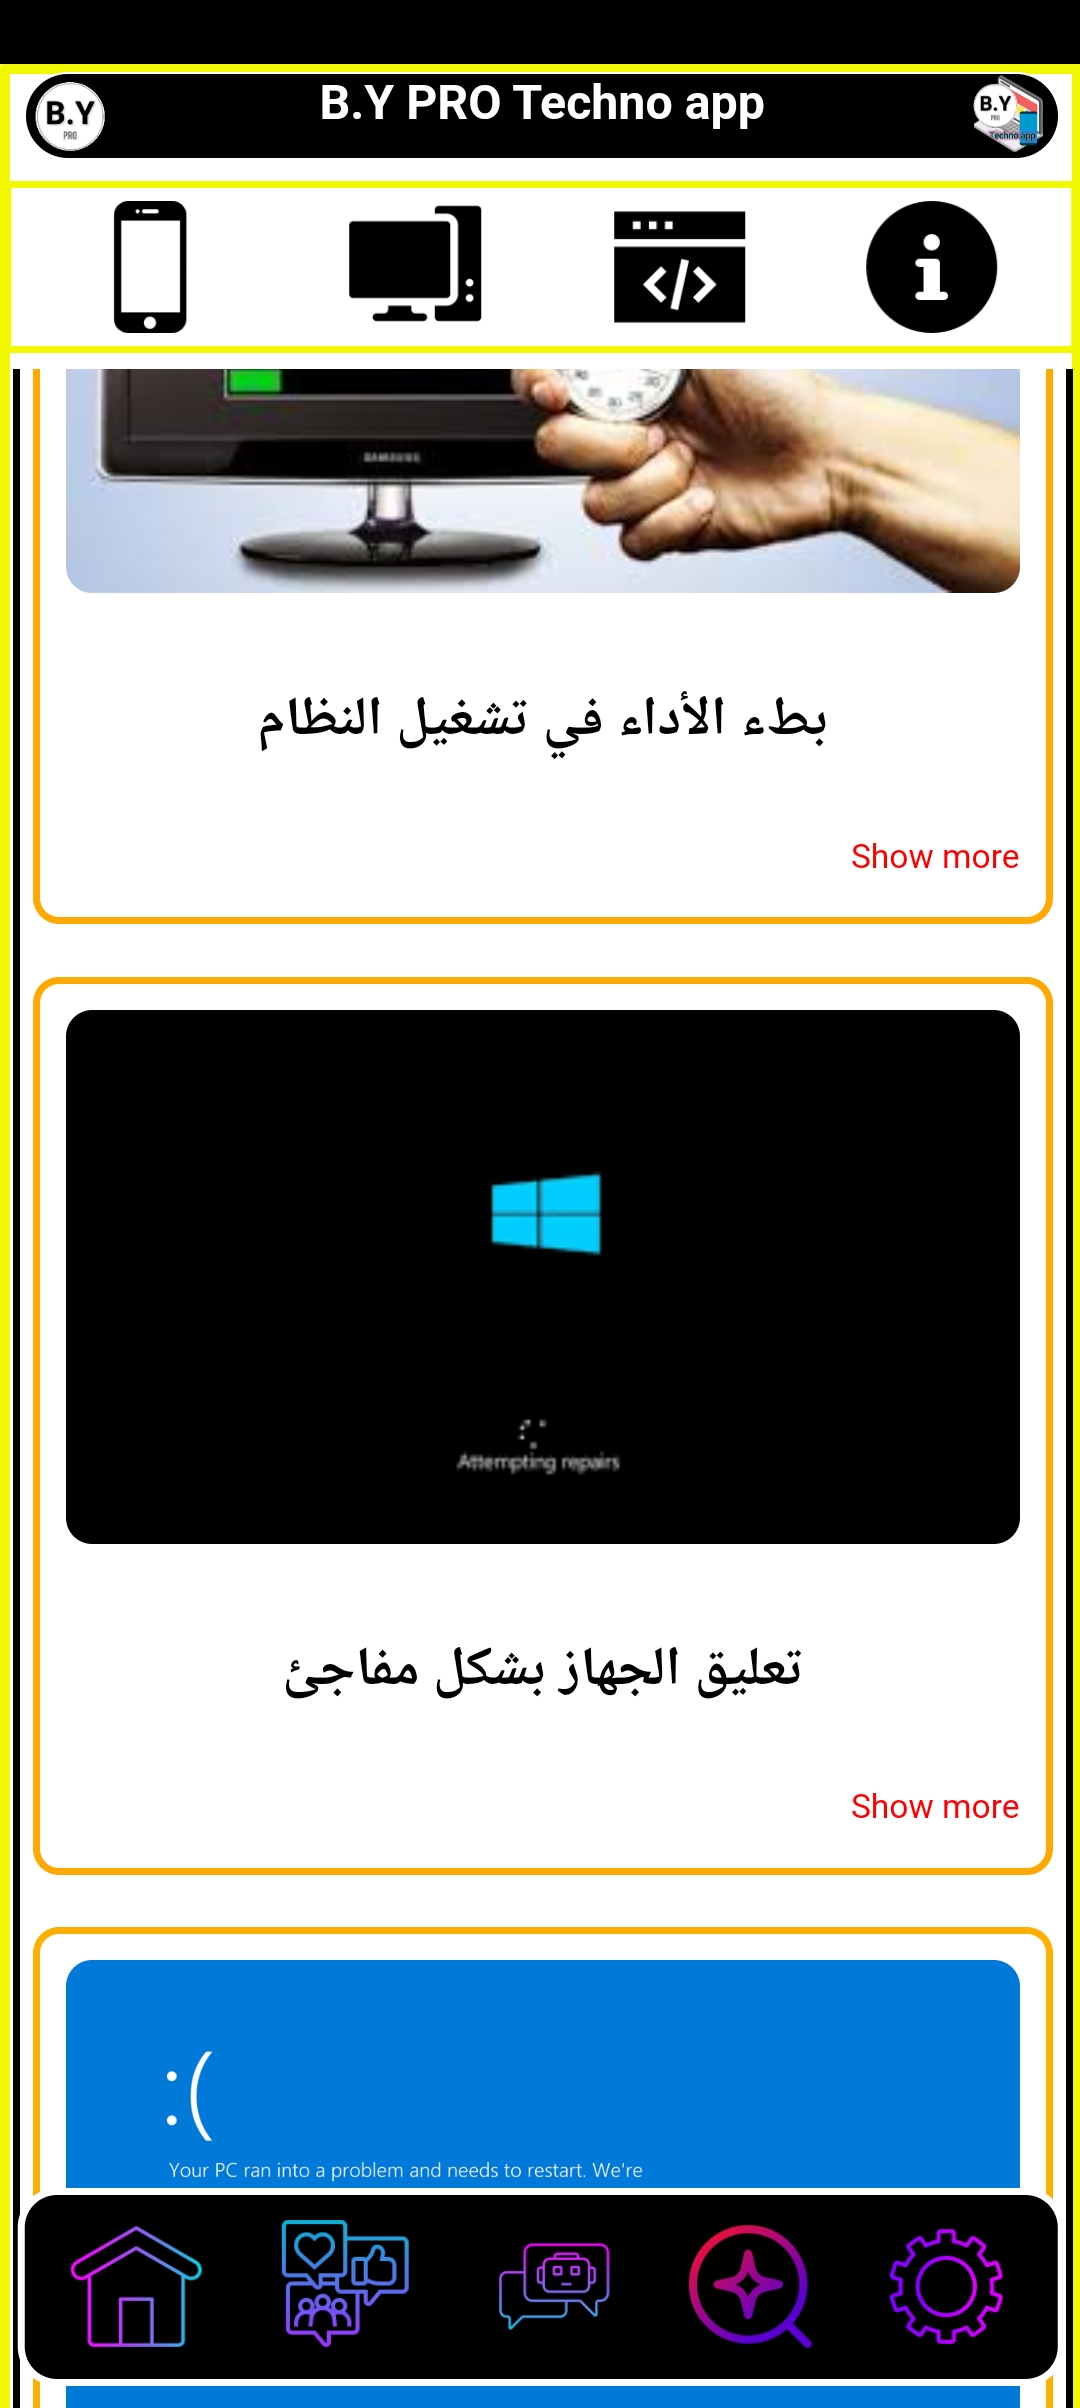 B.Y
PRO
B.Y PRO Techno app
B.Y
PRO
Techno app
SAMSUNG
بطء الأداء في تشغيل النظام
Show more
Attempting repairs
تعليق الجهاز بشكل مفاجئ
Show more
:(
Your PC ran into a problem and needs to restart. We're